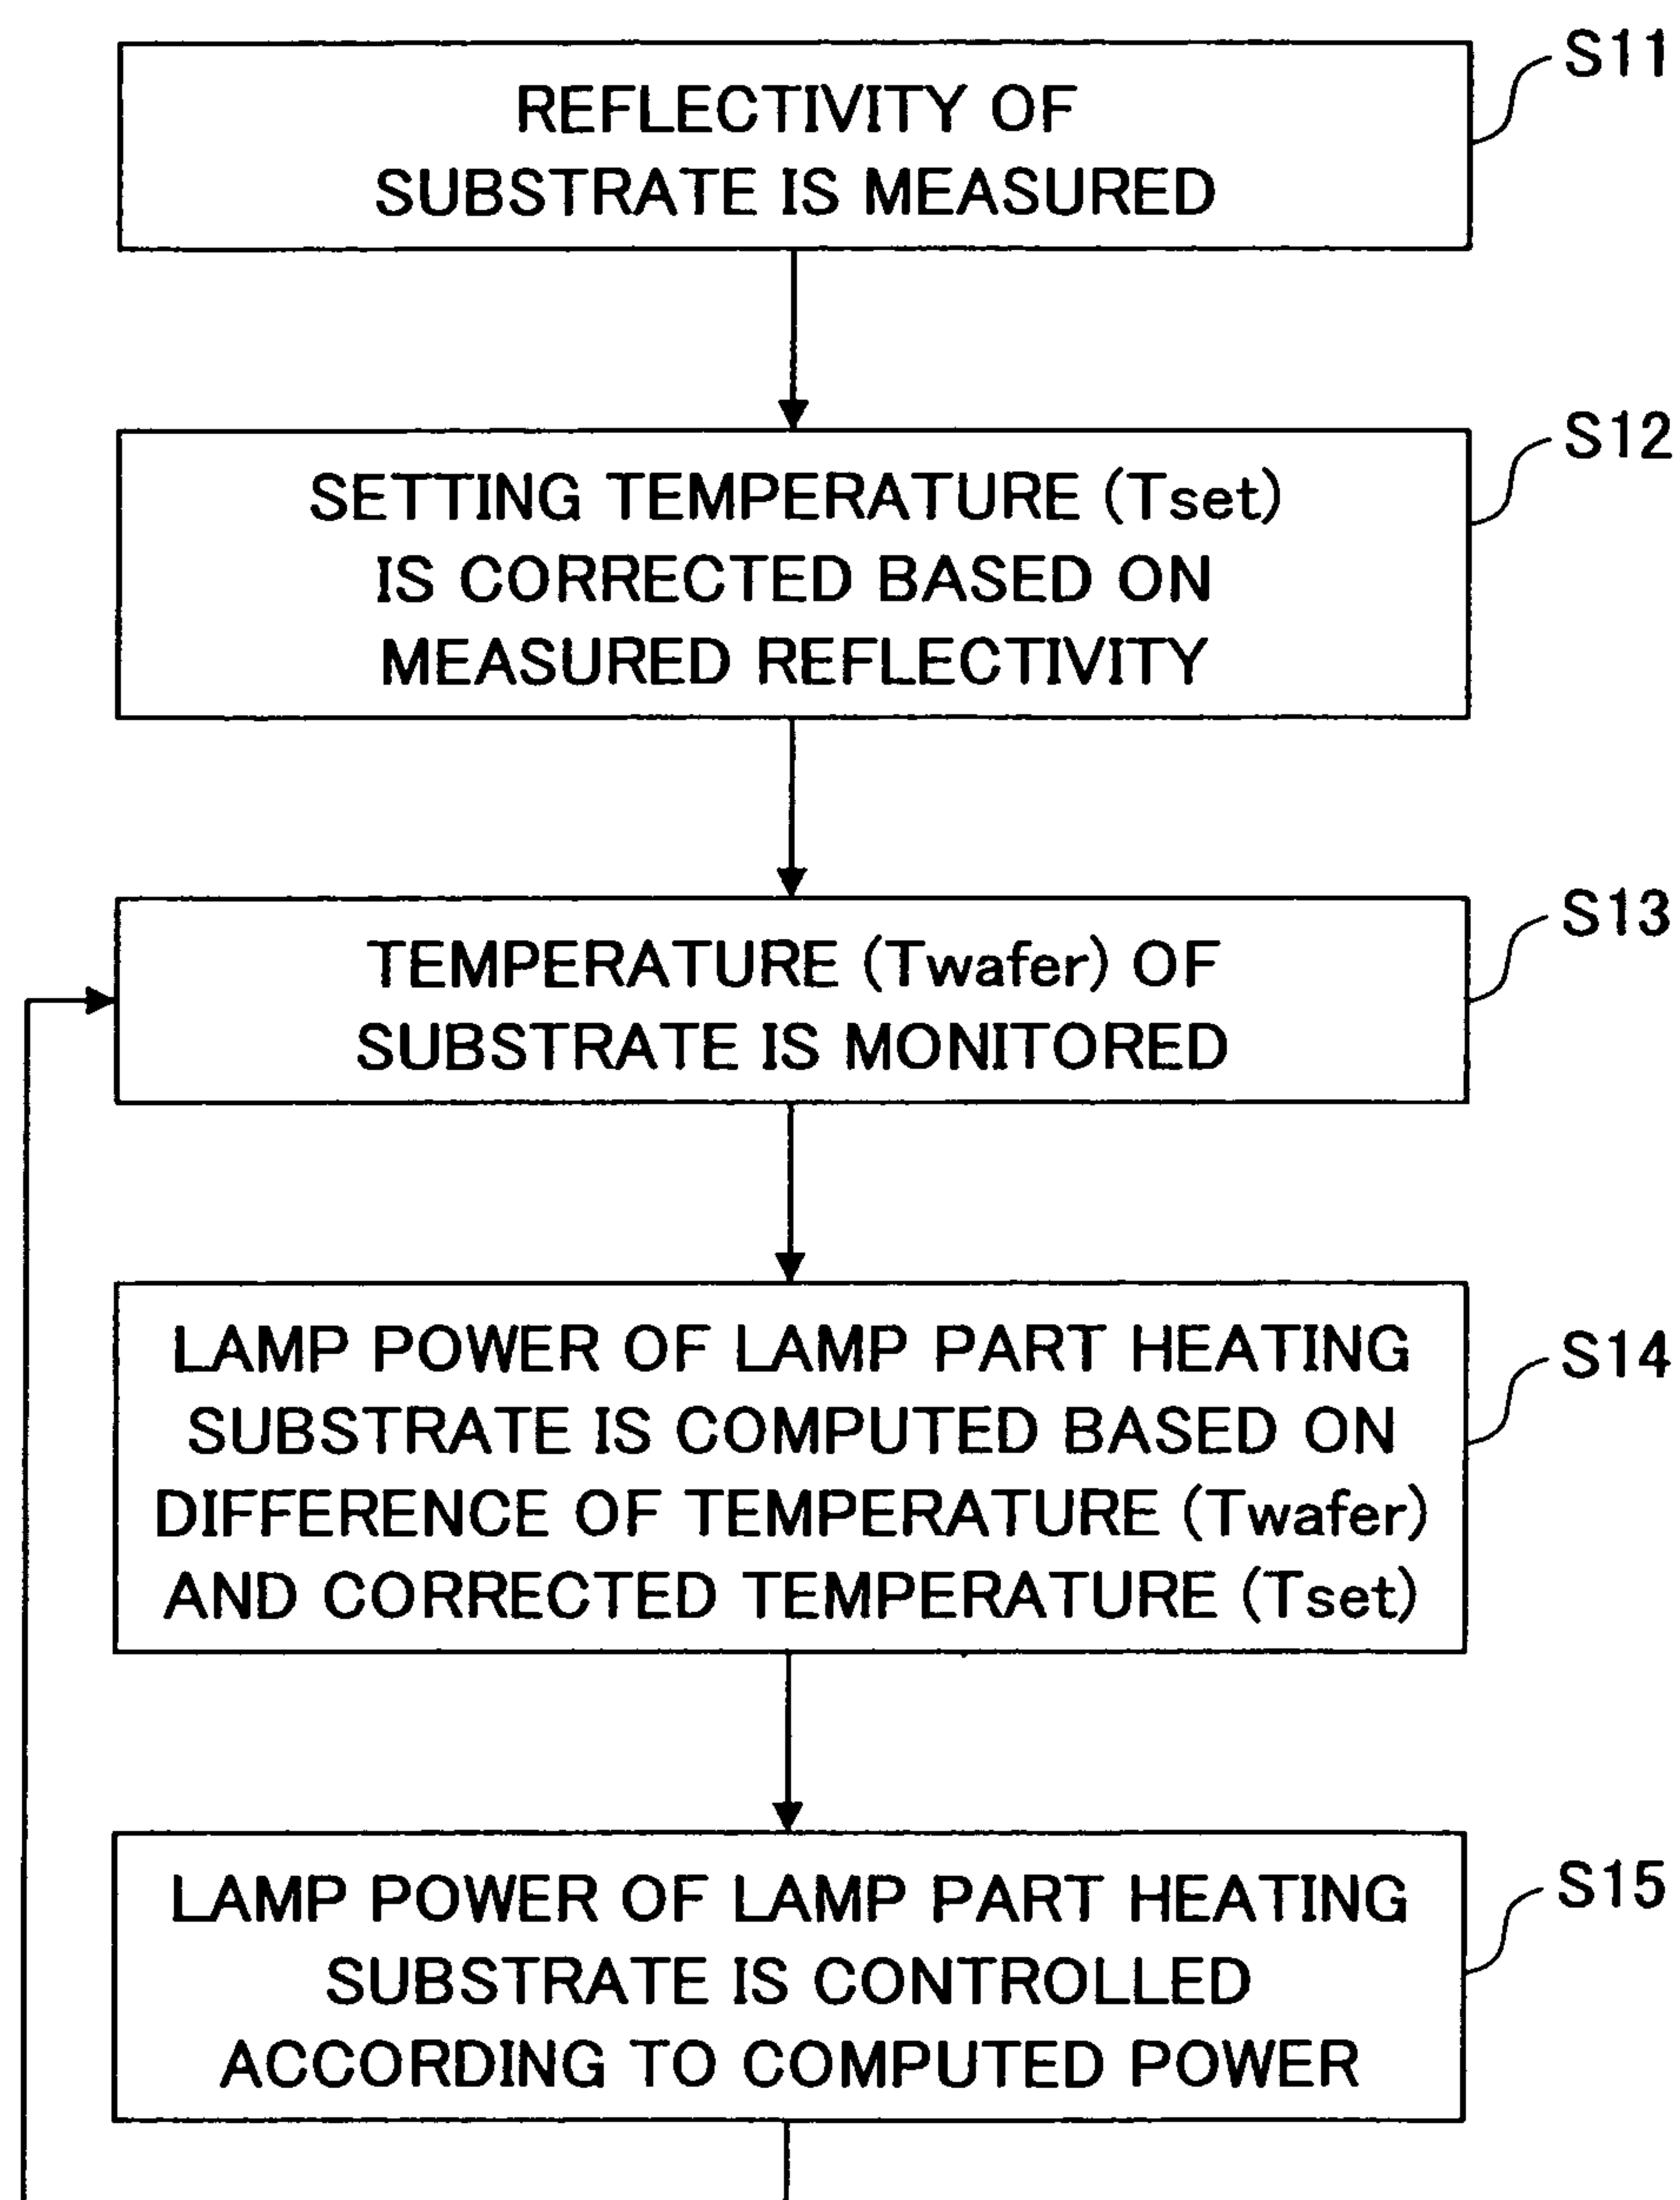 S11
REFLECTIVITY OF
SUBSTRATE IS MEASURED
S12
SETTING TEMPERATURE (Tset)
IS CORRECTED BASED ON
MEASURED REFLECTIVITY
S13
TEMPERATURE (Twafer) OF
SUBSTRATE IS MONITORED
S14
LAMP POWER OF LAMP PART HEATING
SUBSTRATE IS COMPUTED BASED ON
DIFFERENCE OF TEMPERATURE (Twafer)
AND CORRECTED TEMPERATURE (Tset)
S15
LAMP POWER OF LAMP PART HEATING
SUBSTRATE IS CONTROLLED
ACCORDING TO COMPUTED POWER